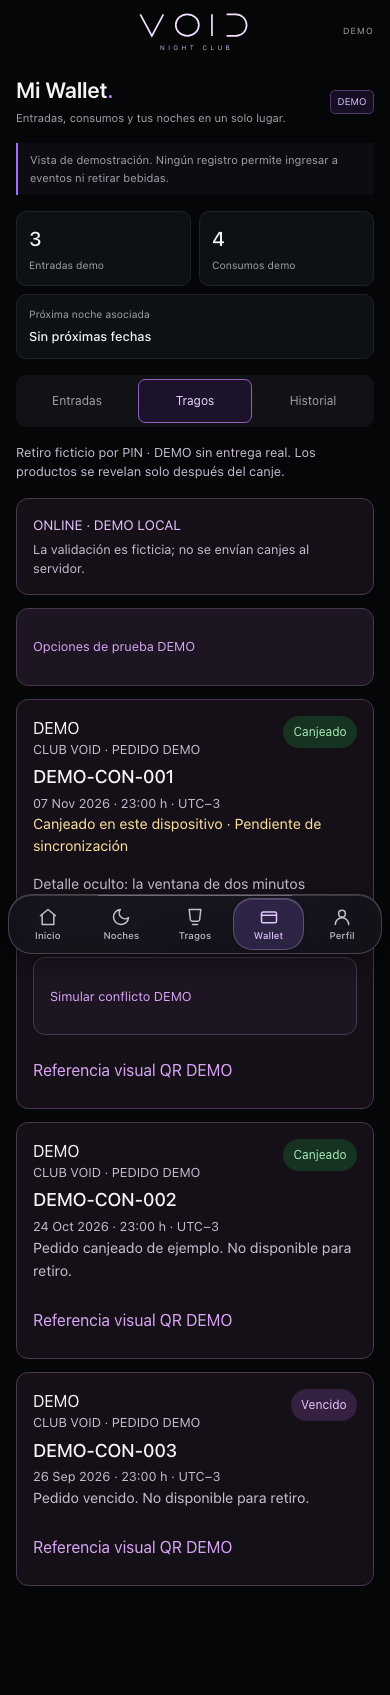 VOID
NIGHT CLUB
DEMO
Mi Wallet.
Entradas, consumos y tus noches en un solo lugar.
DEMO
Vista de demostración. Ningún registro permite ingresar a
eventos ni retirar bebidas.
3
Entradas demo
4
Consumos demo
Próxima noche asociada
Sin próximas fechas
Entradas
Tragos
Historial
Retiro ficticio por PIN · DEMO sin entrega real. Los
productos se revelan solo después del canje.
ONLINE · DEMO LOCAL
La validación es ficticia; no se envían canjes al
servidor.
Opciones de prueba DEMO
DEMO
Canjeado
CLUB VOID · PEDIDO DEMO
DEMO-CON-001
07 Nov 2026 · 23:00 h · UTC−3
Canjeado en este dispositivo · Pendiente de
sincronización
Detalle oculto: la ventana de dos minutos
Inicio
Noches
Tragos
Wallet
Perfil
Simular conflicto DEMO
Referencia visual QR DEMO
DEMO
Canjeado
CLUB VOID · PEDIDO DEMO
DEMO-CON-002
24 Oct 2026 · 23:00 h · UTC−3
Pedido canjeado de ejemplo. No disponible para
retiro.
Referencia visual QR DEMO
DEMO
Vencido
CLUB VOID · PEDIDO DEMO
DEMO-CON-003
26 Sep 2026 · 23:00 h · UTC−3
Pedido vencido. No disponible para retiro.
Referencia visual QR DEMO